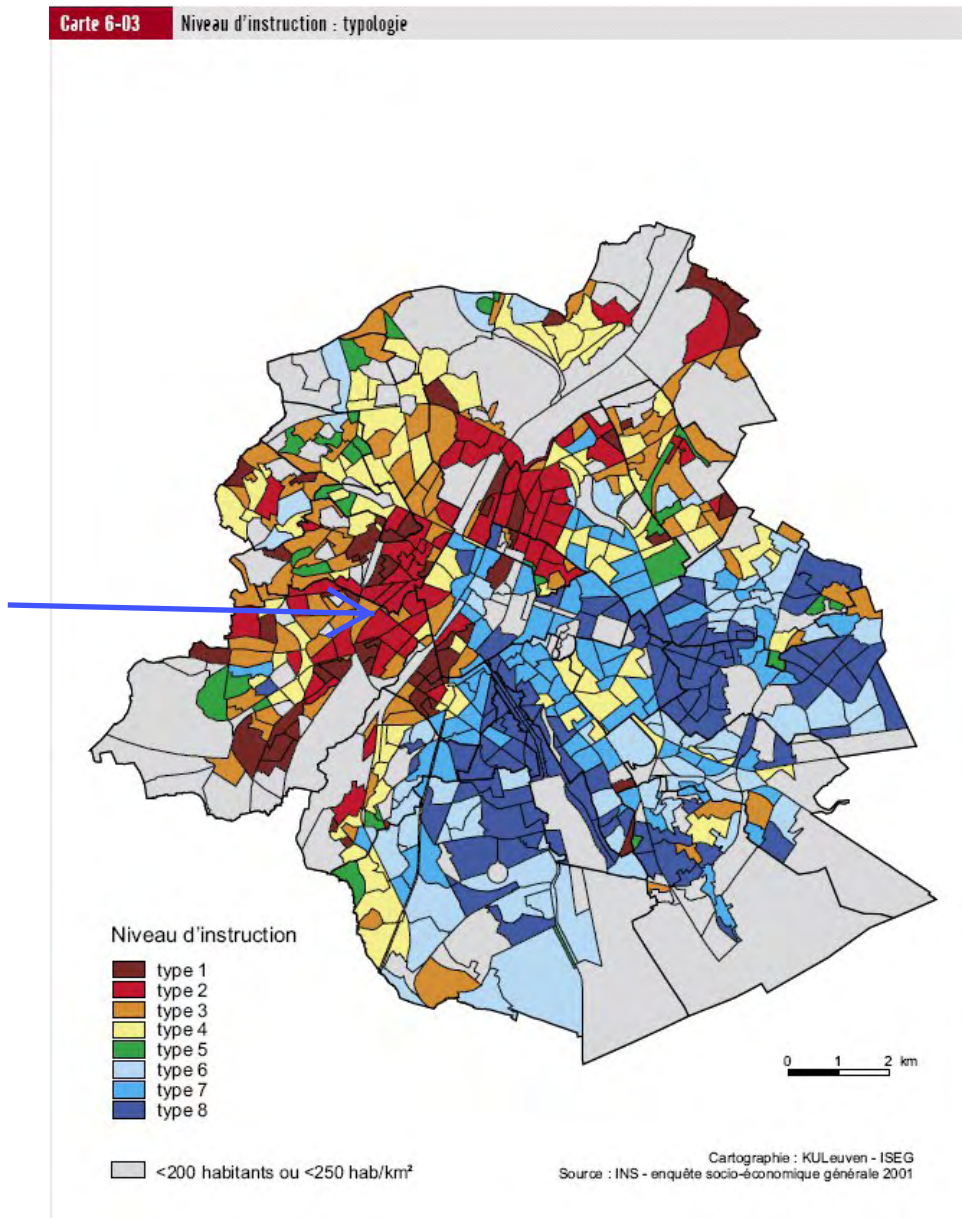 Carte 6-03 Niveau d'instruction : typologie
Niveau d'instruction
type 1
type 2
type 3
type 4
type 5
type 6
type 7
type 8
0 1 2 km
<200 habitants ou <250 hab/km²
Cartographie : KULeuven - ISEG
Source : INS - enquête socio-économique générale 2001